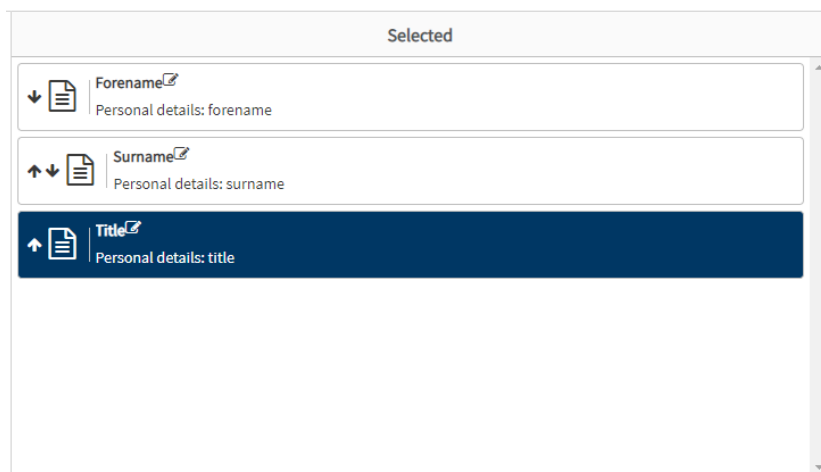 Selected
Forename
Personal details: forename
Surname
Personal details: surname
Title
Personal details: title